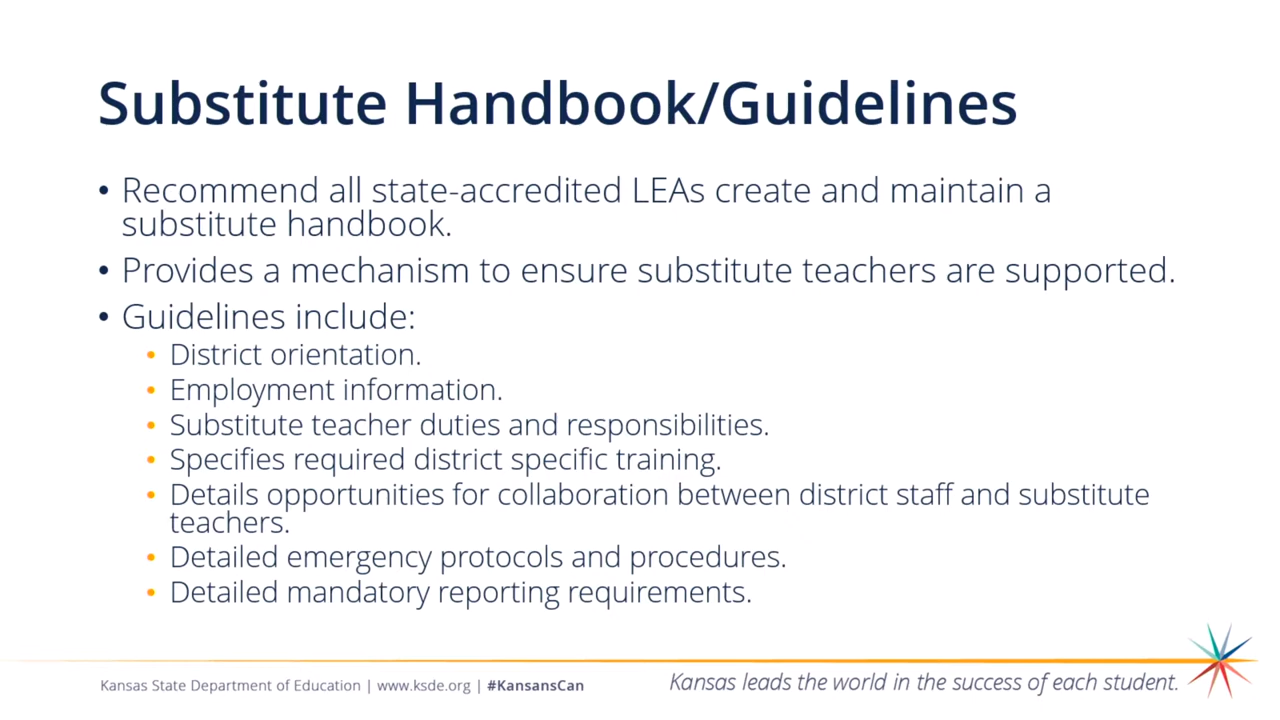 Substitute Handbook/Guidelines
• Recommend all state-accredited LEAs create and maintain a
substitute handbook.
• Provides a mechanism to ensure substitute teachers are supported.
• Guidelines include:
• District orientation.
• Employment information.
• Substitute teacher duties and responsibilities.
• Specifies required district specific training.
• Details opportunities for collaboration between district staff and substitute
teachers.
• Detailed emergency protocols and procedures.
• Detailed mandatory reporting requirements.
Kansas State Department of Education | www.ksde.org | #KansansCan
Kansas leads the world in the success of each student.